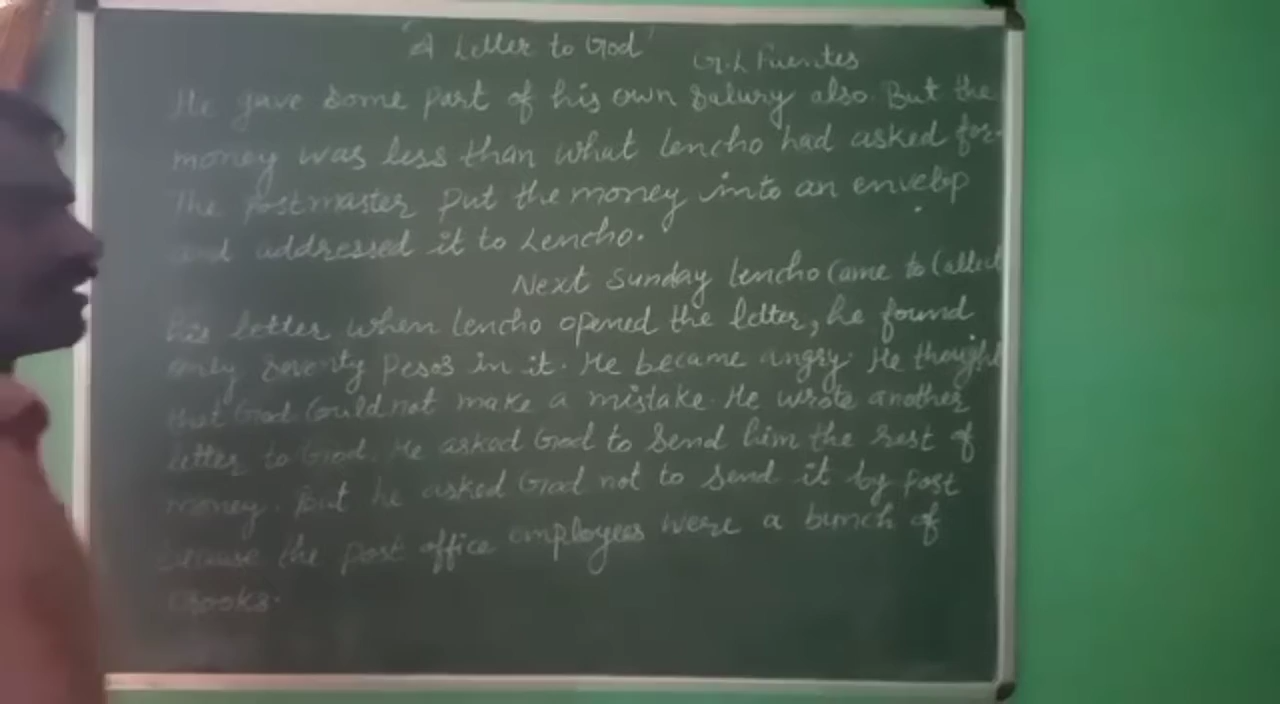 'A Letter to God'
G.L Fuentes
He gave some part of his own salary also. But the
money was less than what lencho had asked for.
The Postmaster put the money into an envelop
and addressed it to Lencho.
Next Sunday lencho came to Collect
his letter. when lencho opened the letter, he found
only seventy Pesos in it. He became angry. He thought
that God Could not make a mistake. He wrote another
letter to God. He asked God to send him the rest of
money. But he asked God not to send it by Post
because the post office employees were a bunch of
crooks.